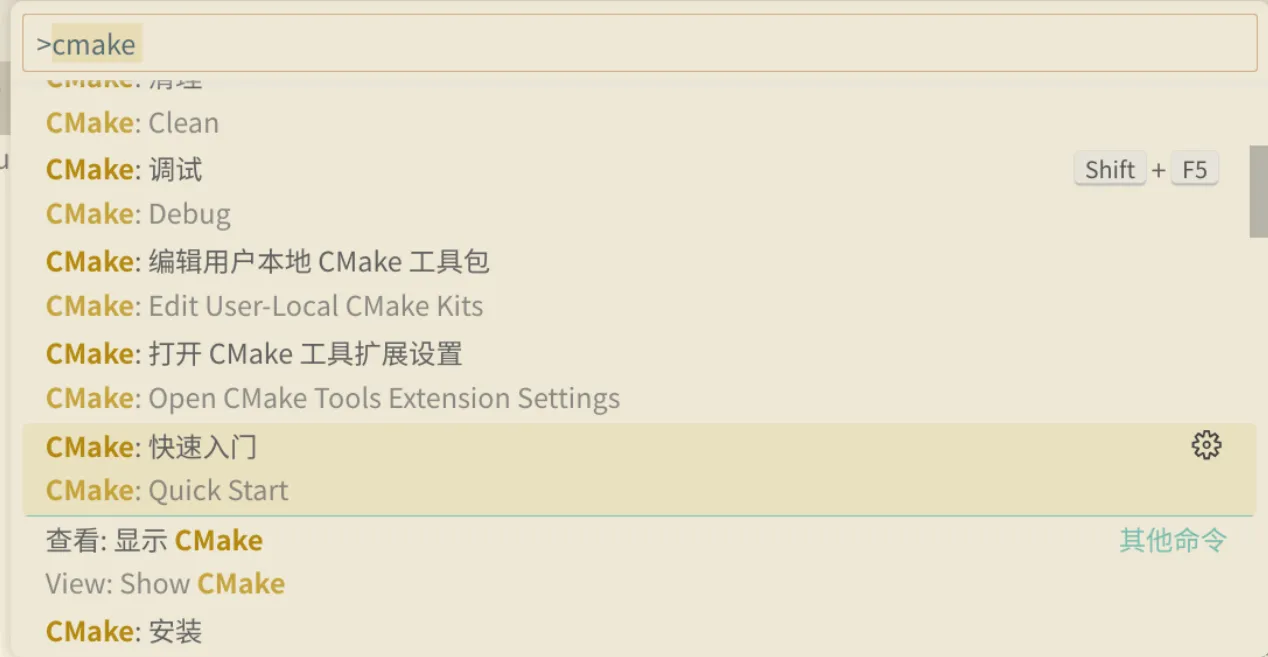 >cmake
CMake: 清理
CMake: Clean
CMake: 调试
Shift + F5
CMake: Debug
CMake: 编辑用户本地 CMake 工具包
CMake: Edit User-Local CMake Kits
CMake: 打开 CMake 工具扩展设置
CMake: Open CMake Tools Extension Settings
CMake: 快速入门
CMake: Quick Start
查看: 显示 CMake
其他命令
View: Show CMake
CMake: 安装